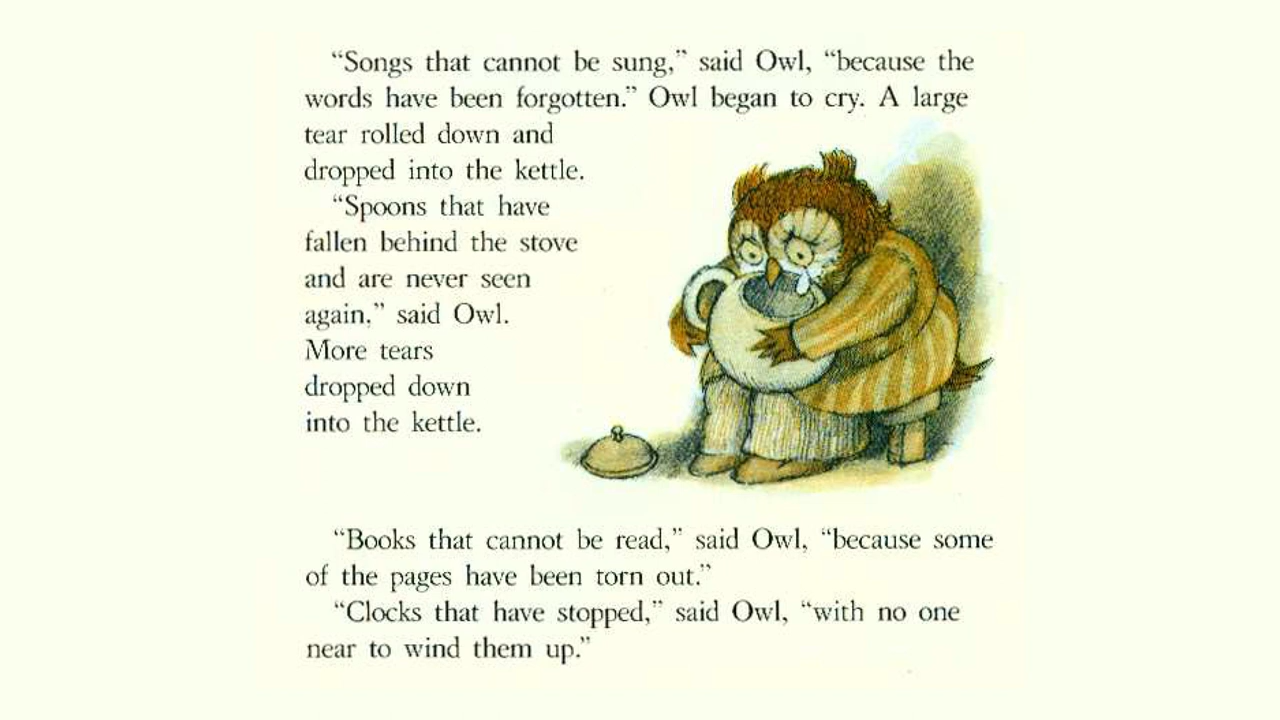 “Songs that cannot be sung,” said Owl, “because the
words have been forgotten.” Owl began to cry. A large
tear rolled down and
dropped into the kettle.
“Spoons that have
fallen behind the stove
and are never seen
again,” said Owl.
More tears
dropped down
into the kettle.
“Books that cannot be read,” said Owl, “because some
of the pages have been torn out.”
“Clocks that have stopped,” said Owl, “with no one
near to wind them up.”